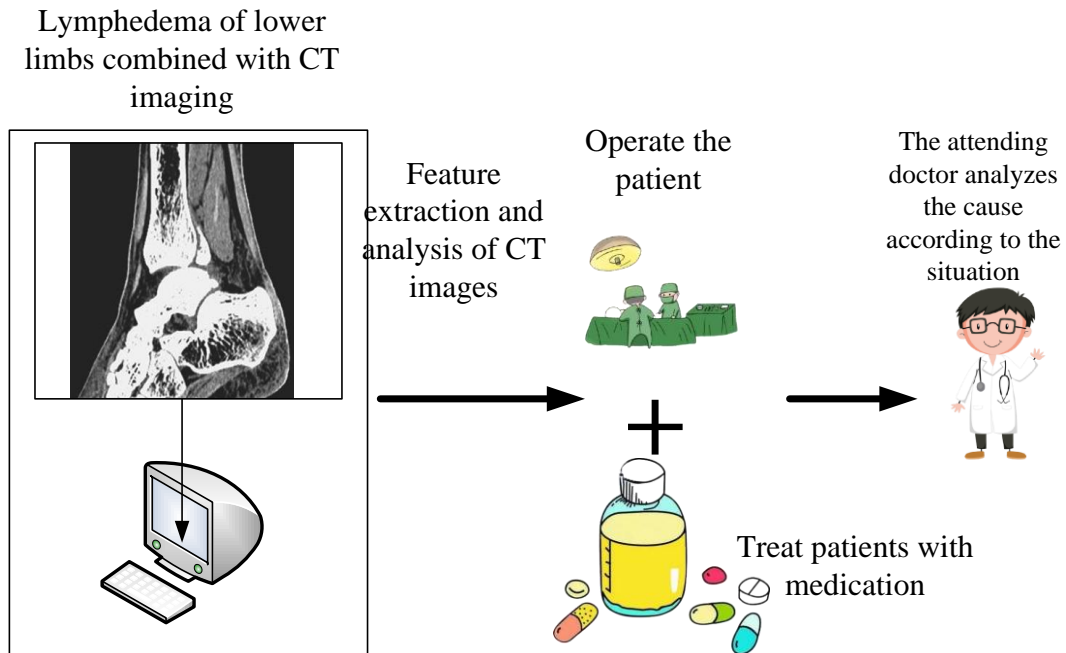 Lymphedema of lower
limbs combined with CT
imaging
Feature
extraction and
analysis of CT
images
Operate the
patient
Treat patients with
medication
The attending
doctor analyzes
the cause
according to the
situation